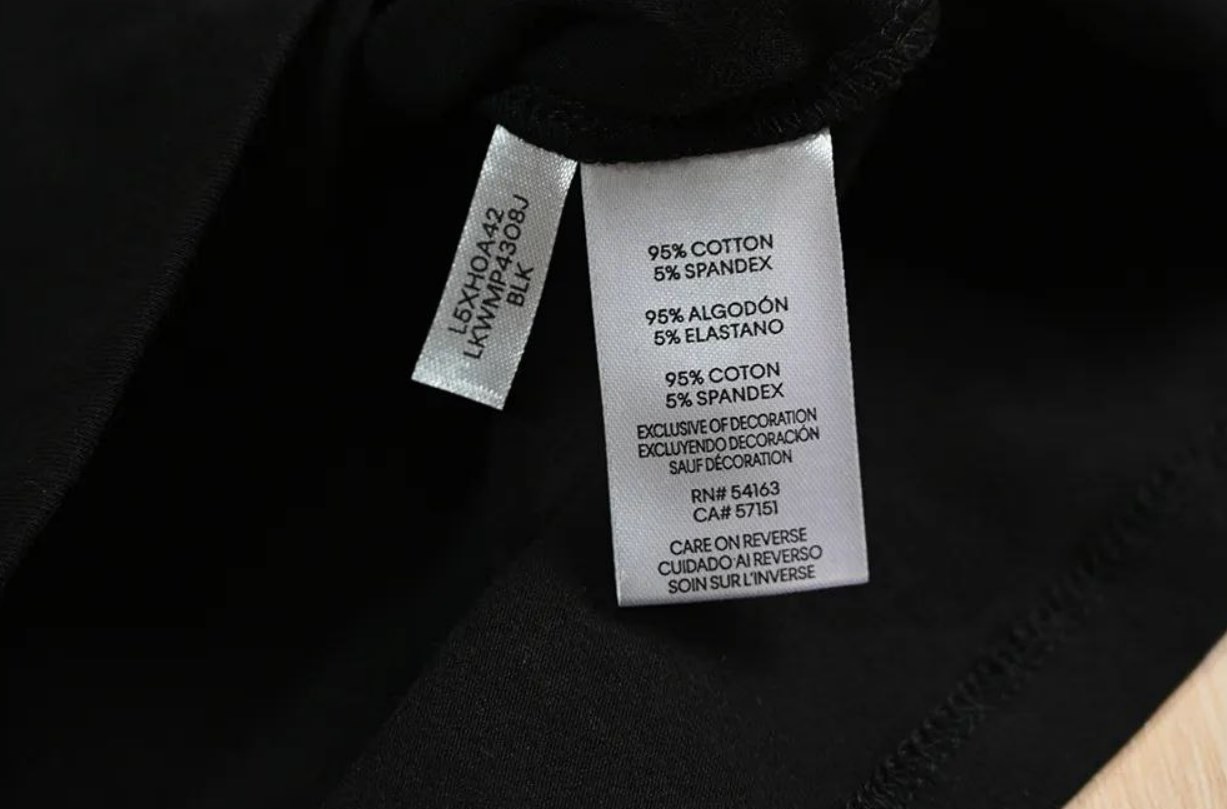 L5XH0A42
LKWMP4308J
BLK
95% COTTON
5% SPANDEX
95% ALGODÓN
5% ELASTANO
95% COTON
5% SPANDEX
EXCLUSIVE OF DECORATION
EXCLUYENDO DECORACIÓN
SAUF DÉCORATION
RN# 54163
CA# 57151
CARE ON REVERSE
CUIDADO AI REVERSO
SOIN SUR L'INVERSE